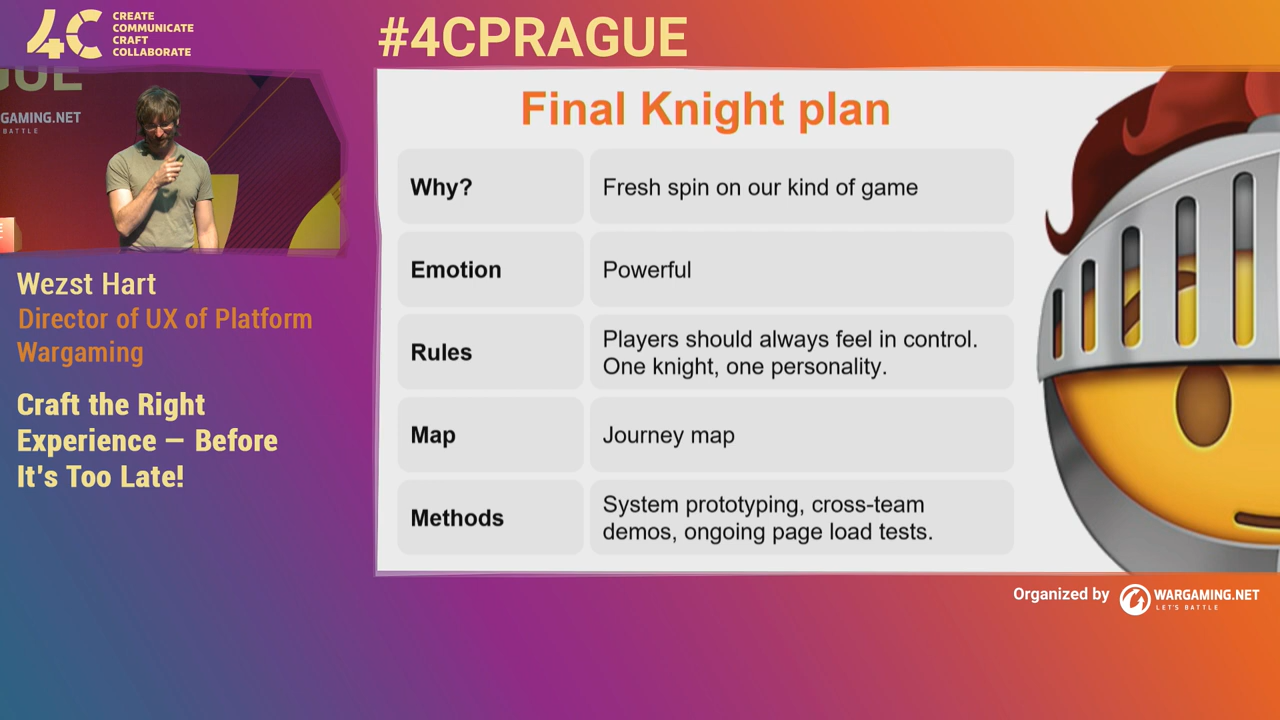 4C
CREATE
COMMUNICATE
CRAFT
COLLABORATE
#4CPRAGUE
GUE
GAMING.NET
BATTLE
Wezst Hart
Director of UX of Platform
Wargaming
Craft the Right
Experience — Before
It's Too Late!
Final Knight plan
Why?
Fresh spin on our kind of game
Emotion
Powerful
Rules
Players should always feel in control.
One knight, one personality.
Map
Journey map
Methods
System prototyping, cross-team
demos, ongoing page load tests.
Organized by
WARGAMING.NET
LET'S BATTLE